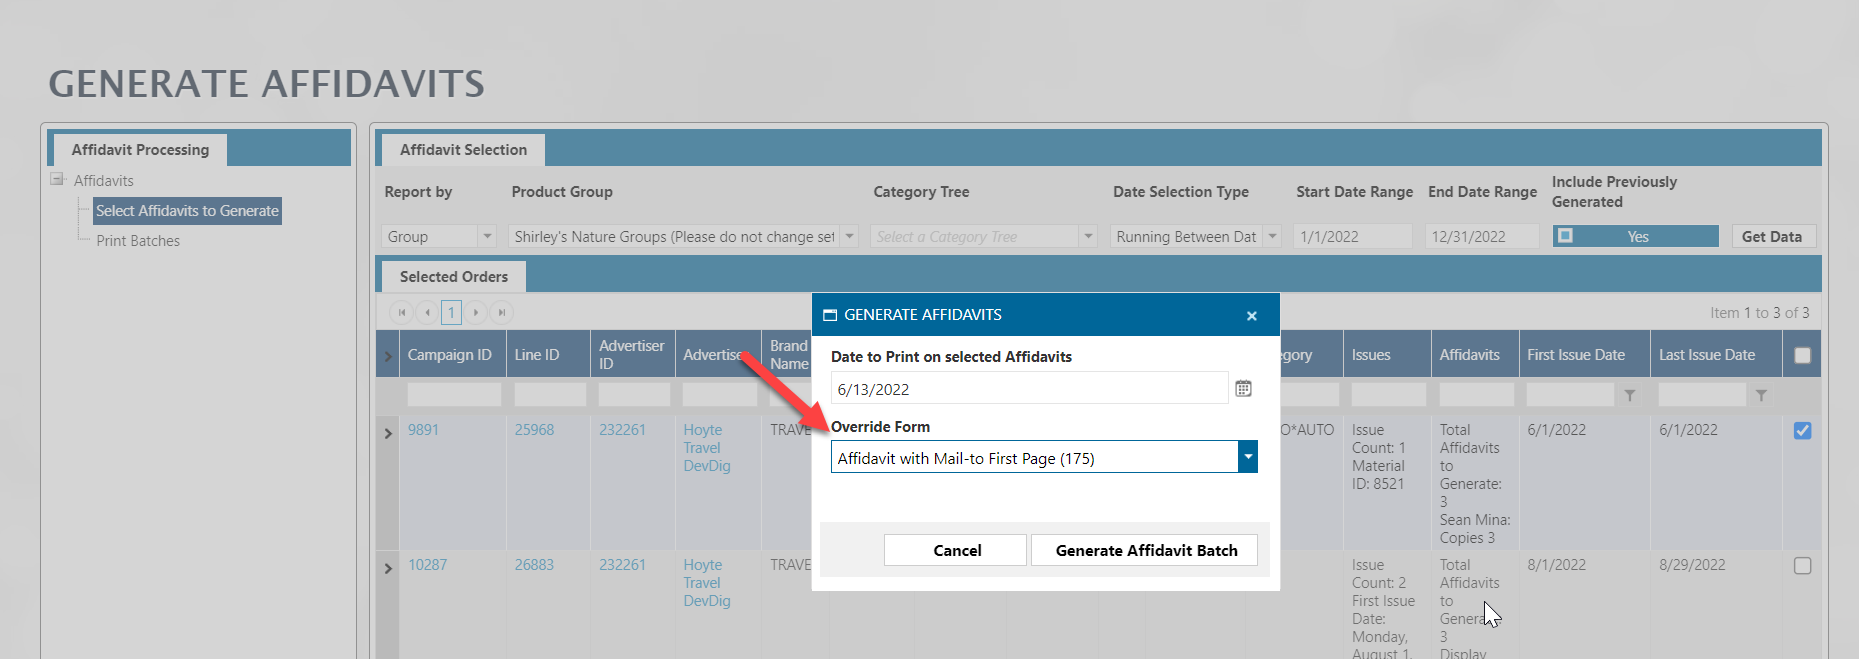 GENERATE AFFIDAVITS
Affidavit Processing
Affidavits
Select Affidavits to Generate
Print Batches
Affidavit Selection
Report by
Product Group
Category Tree
Date Selection Type
Start Date Range
End Date Range
Include Previously
Generated
Group
Shirley's Nature Groups (Please do not change set
Select a Category Tree
Running Between Dat
1/1/2022
12/31/2022
Yes
Get Data
Selected Orders
1
Item 1 to 3 of 3
Campaign ID
Line ID
Advertiser
ID
Advertise
Brand
Name
gory
Issues
Affidavits
First Issue Date
Last Issue Date
9891
25968
232261
Hoyte
Travel
DevDig
TRAVE
O*AUTO
Issue
Count: 1
Material
ID: 8521
Total
Affidavits
to
Generate:
3
Sean Mina:
Copies 3
6/1/2022
6/1/2022
10287
26883
232261
Hoyte
Travel
DevDig
TRAVE
Issue
Count: 2
First Issue
Date:
Monday,
August 1,
Total
Affidavits
to
3
Display
8/1/2022
8/29/2022
GENERATE AFFIDAVITS
Date to Print on selected Affidavits
6/13/2022
Override Form
Affidavit with Mail-to First Page (175)
Cancel
Generate Affidavit Batch